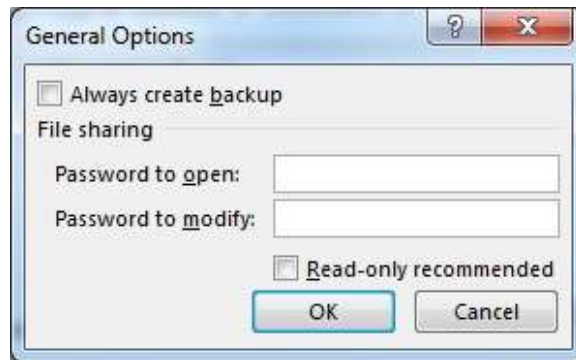 General Options
Always create backup
File sharing
Password to open:
Password to modify:
Read-only recommended
OK Cancel